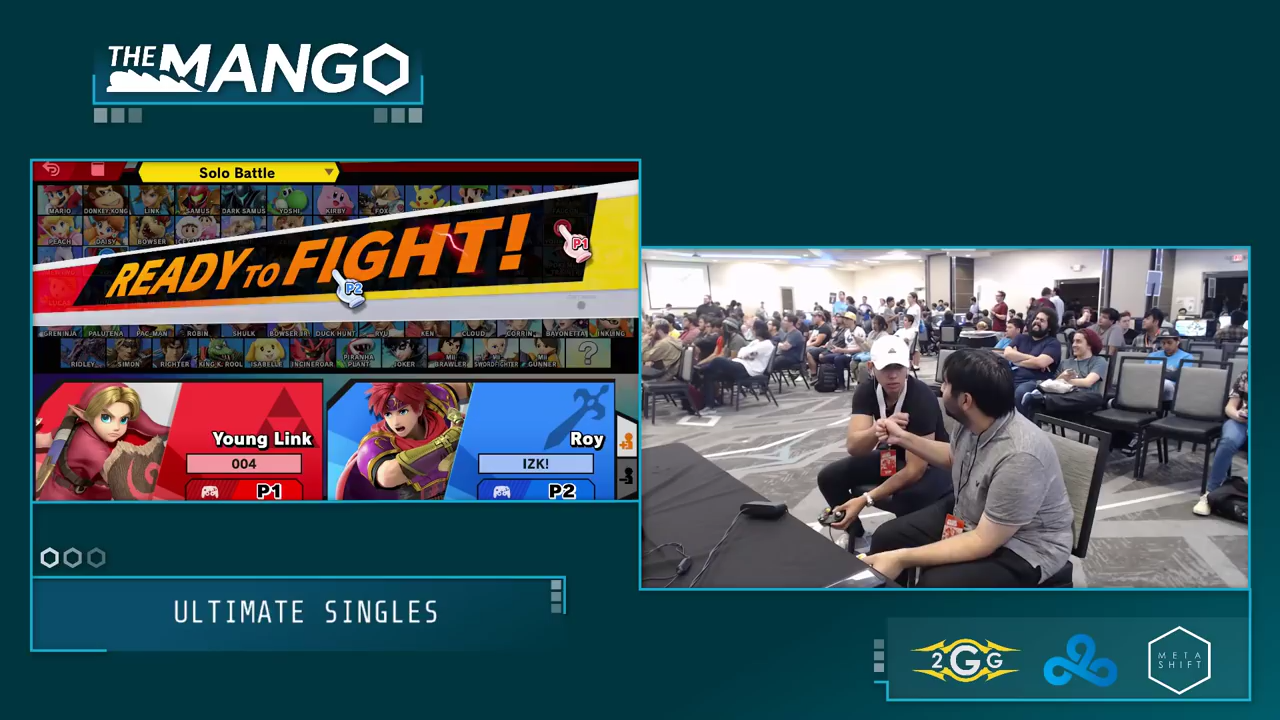 THE MANGO
Solo Battle
MARIO DONKEY KONG LINK SAMUS DARK SAMUS YOSHI KIRBY FOX
PEACH DAISY BOWSER
READY TO FIGHT!
P1
P2
GRENINJA PALUTENA PAC-MAN ROBIN SHULK BOWSER JR. DUCK HUNT RYU KEN CLOUD CORRIN BAYONETTA INKLING
RIDLEY SIMON RICHTER KING K. ROOL ISABELLE INCINEROAR PIRANHA PLANT JOKER Mii BRAWLER Mii SWORDFIGHTER Mii GUNNER
?
Young Link
004
P1
Roy
IZK!
P2
ULTIMATE SINGLES
2GG
META
SHIFT